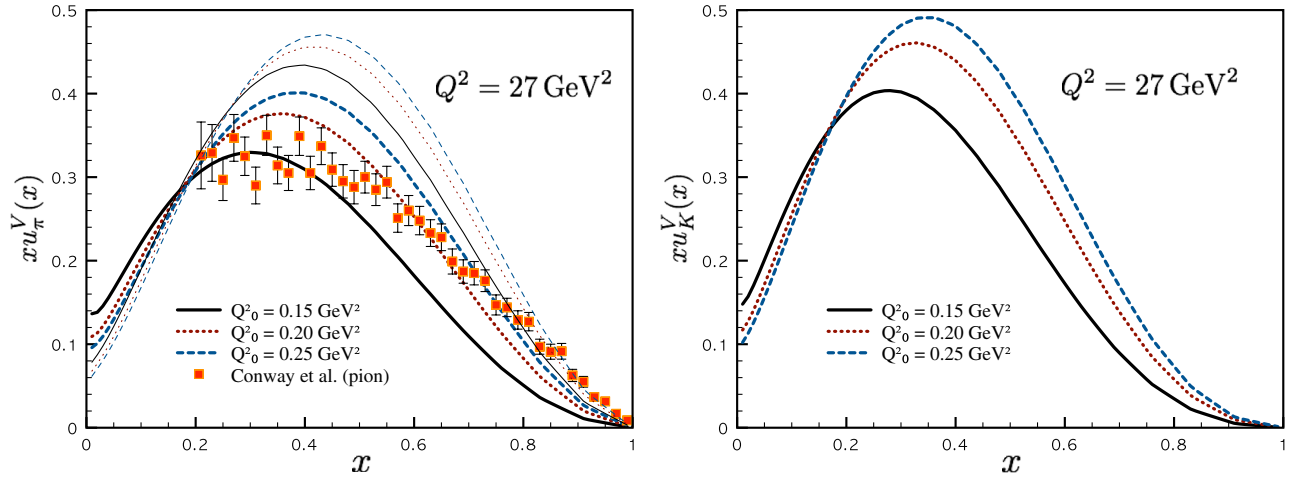 0.5
0.4
0.3
0.2
0.1
0
0
0.2
0.4
0.6
0.8
1
x
xu^V_π(x)
Q² = 27 GeV²
Q²₀ = 0.15 GeV²
Q²₀ = 0.20 GeV²
Q²₀ = 0.25 GeV²
Conway et al. (pion)
0.5
0.4
0.3
0.2
0.1
0
0
0.2
0.4
0.6
0.8
1
x
xu^V_K(x)
Q² = 27 GeV²
Q²₀ = 0.15 GeV²
Q²₀ = 0.20 GeV²
Q²₀ = 0.25 GeV²